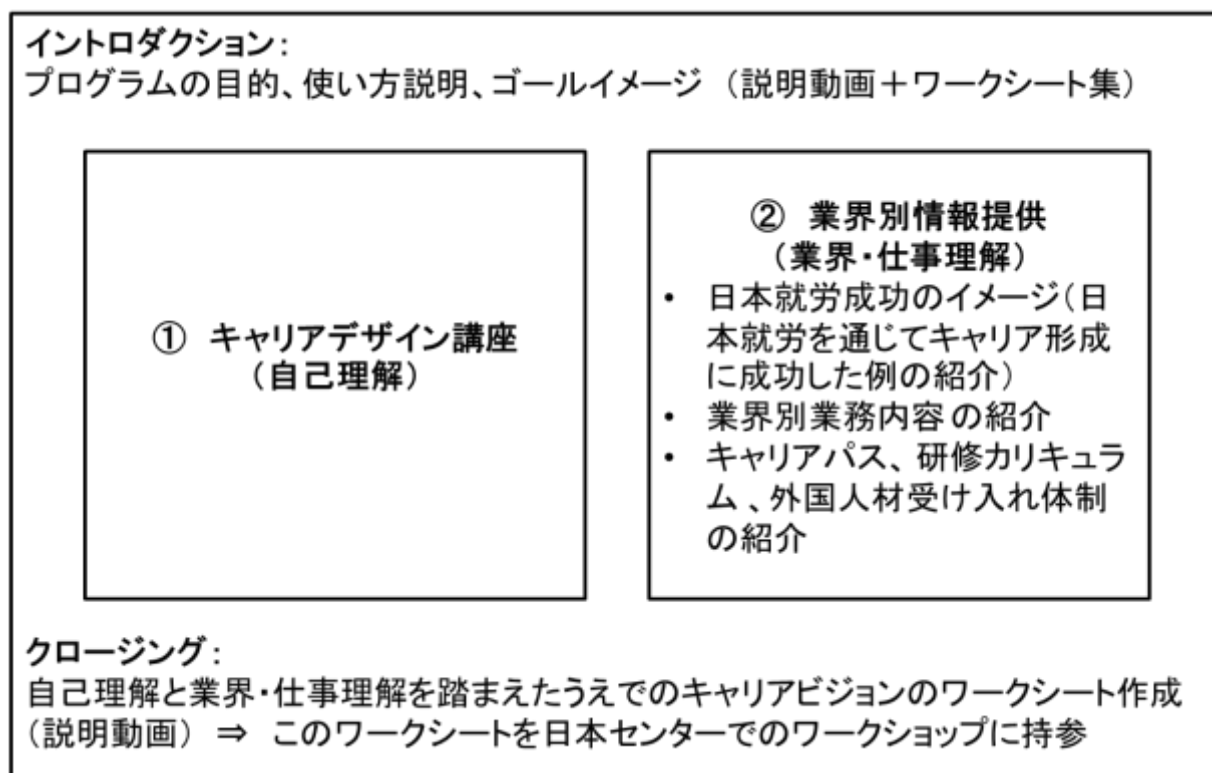 イントロダクション：
プログラムの目的、使い方説明、ゴールイメージ （説明動画＋ワークシート集）
① キャリアデザイン講座
（自己理解）
② 業界別情報提供
（業界・仕事理解）
• 日本就労成功のイメージ（日
本就労を通じてキャリア形成
に成功した例の紹介）
• 業界別業務内容の紹介
• キャリアパス、研修カリキュラ
ム、外国人材受け入れ体制
の紹介
クロージング：
自己理解と業界・仕事理解を踏まえたうえでのキャリアビジョンのワークシート作成
（説明動画） ⇒ このワークシートを日本センターでのワークショップに持参